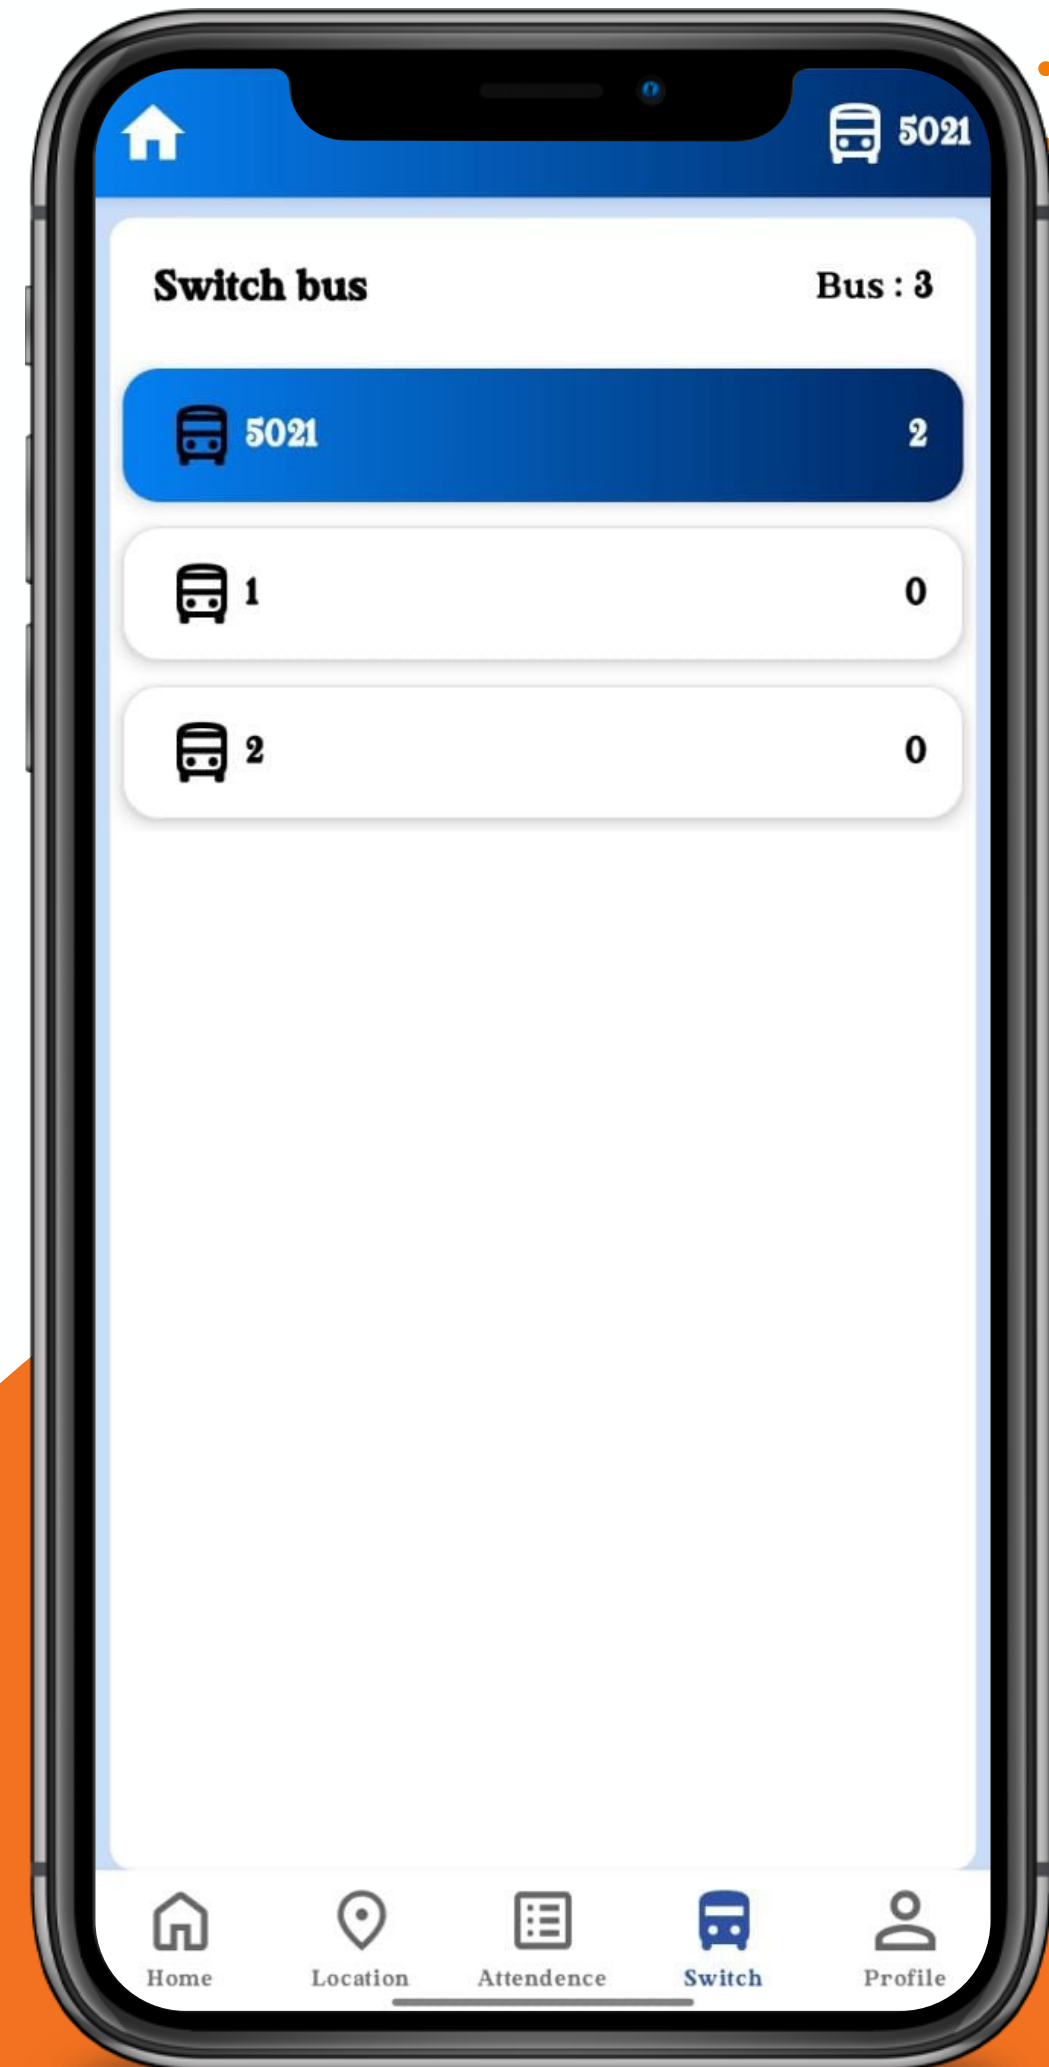 5021
Switch bus Bus : 3
5021 2
1 0
2 0
Home Location Attendence Switch Profile